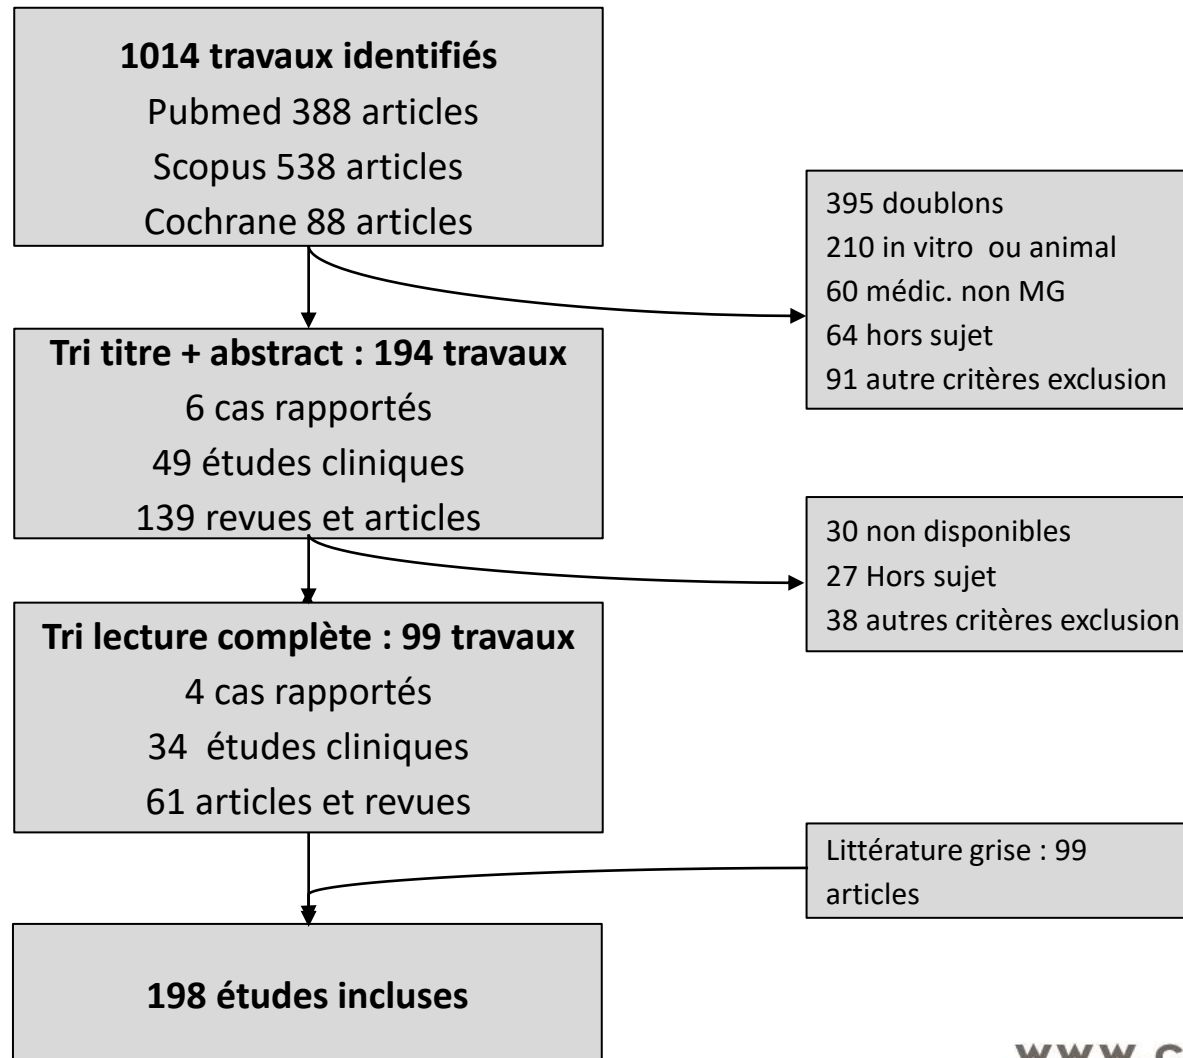 1014 travaux identifiés
Pubmed 388 articles
Scopus 538 articles
Cochrane 88 articles
395 doublons
210 in vitro ou animal
60 médic. non MG
64 hors sujet
91 autre critères exclusion
Tri titre + abstract : 194 travaux
6 cas rapportés
49 études cliniques
139 revues et articles
30 non disponibles
27 Hors sujet
38 autres critères exclusion
Tri lecture complète : 99 travaux
4 cas rapportés
34 études cliniques
61 articles et revues
Littérature grise : 99
articles
198 études incluses